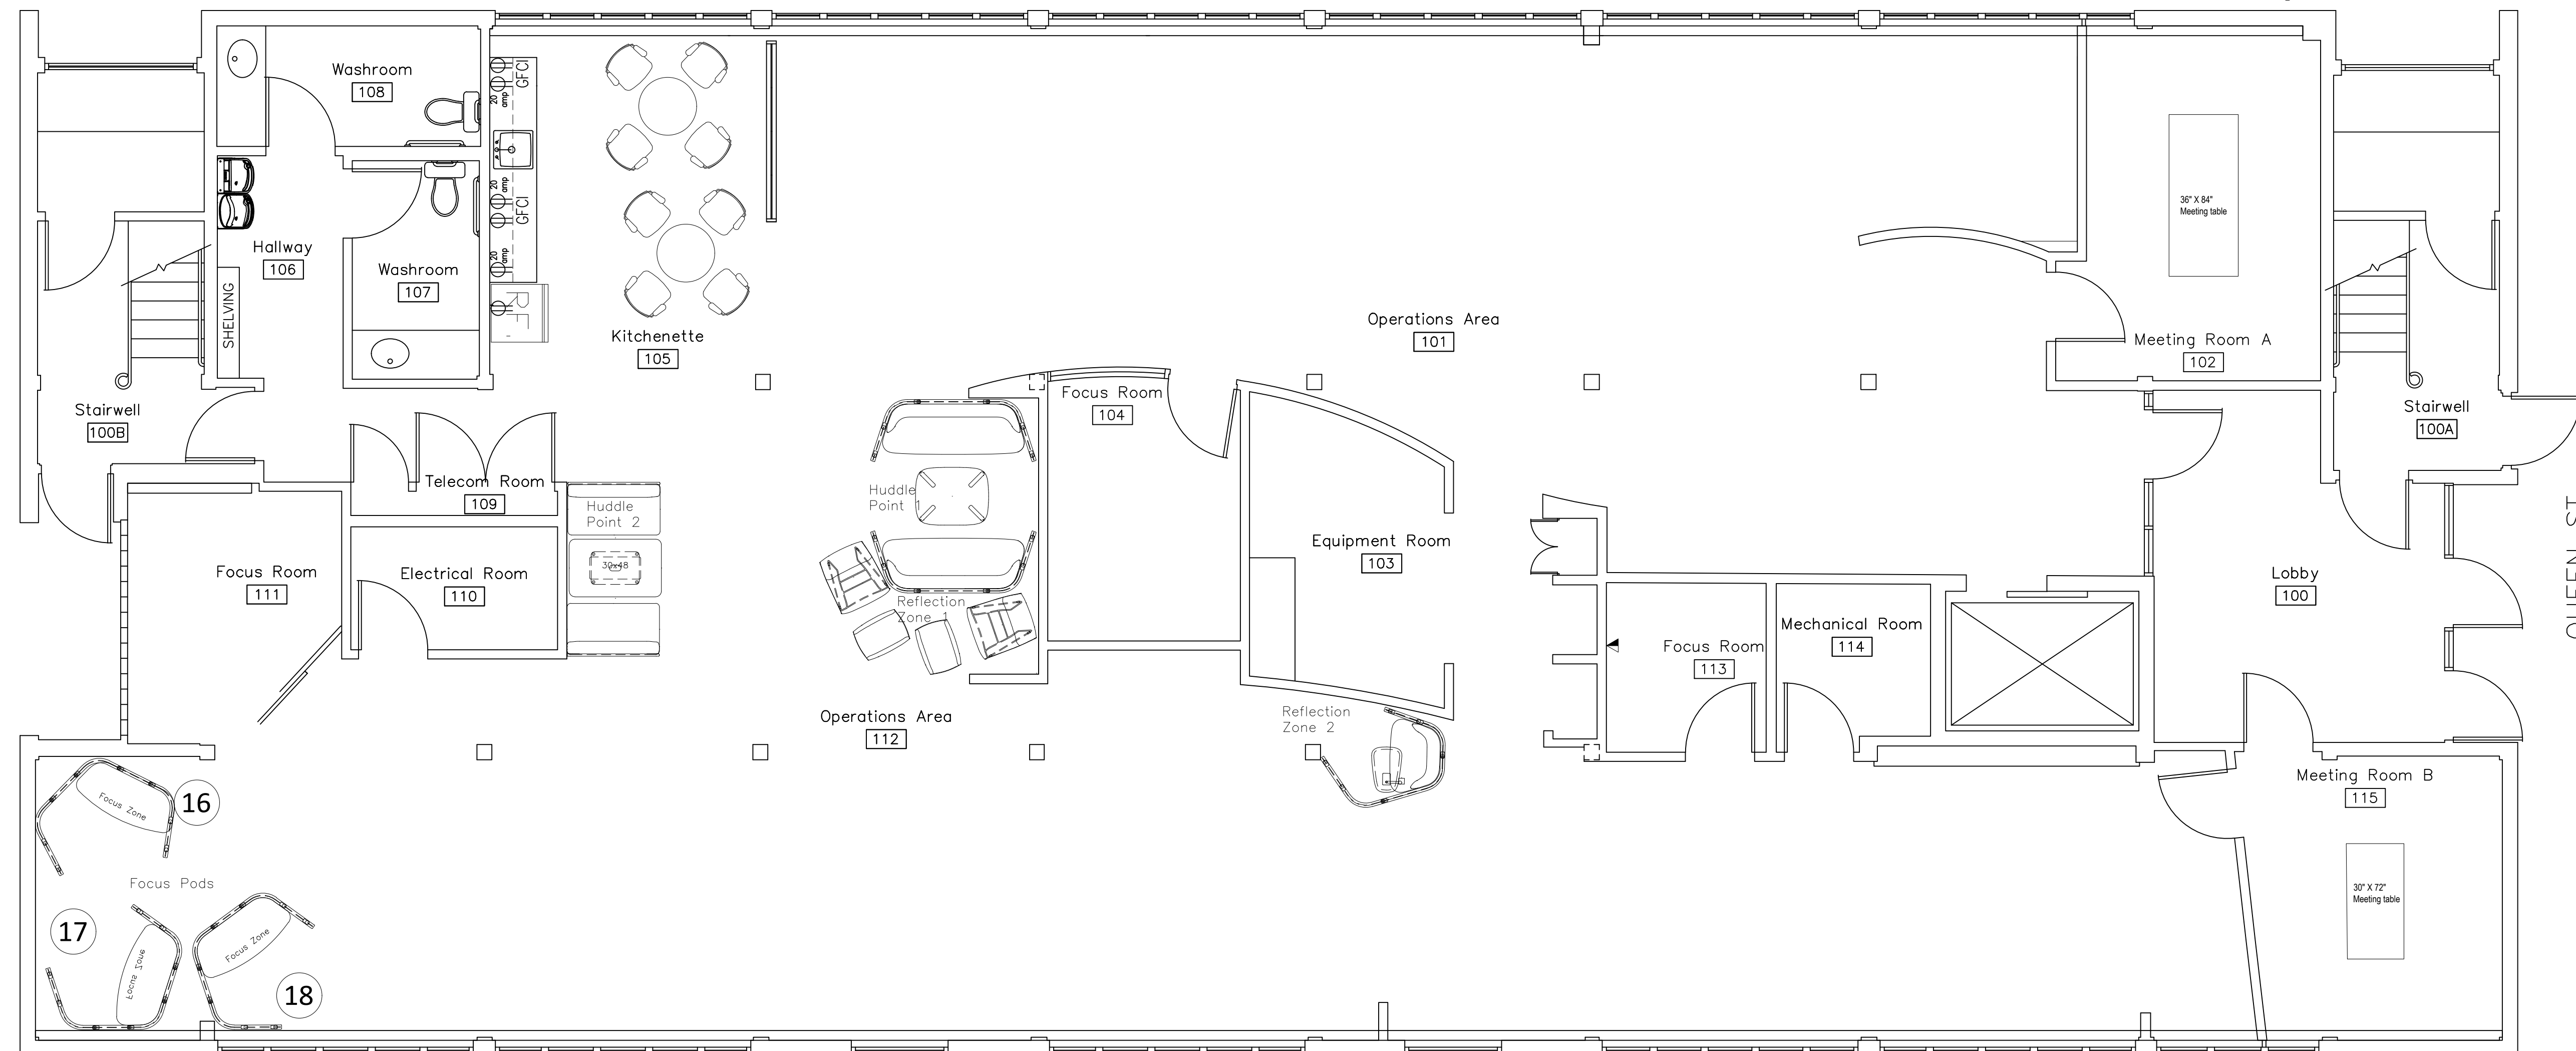 Washroom
108
GFCI
20
amp
20
amp
GFCI
20
amp
36" X 84"
Meeting table
Hallway
106
Washroom
107
SHELVING
Kitchenette
105
Operations Area
101
Meeting Room A
102
Stairwell
100B
Focus Room
104
Stairwell
100A
Telecom Room
109
Huddle
Point 2
Huddle
Point 1
Equipment Room
103
QUEEN ST
Focus Room
111
Electrical Room
110
30x48
Lobby
100
Reflection
Zone 1
Mechanical Room
114
Focus Room
113
Operations Area
112
Reflection
Zone 2
Meeting Room B
115
Focus Zone
16
Focus Pods
30" X 72"
Meeting table
17
Focus Zone
Focus Zone
18